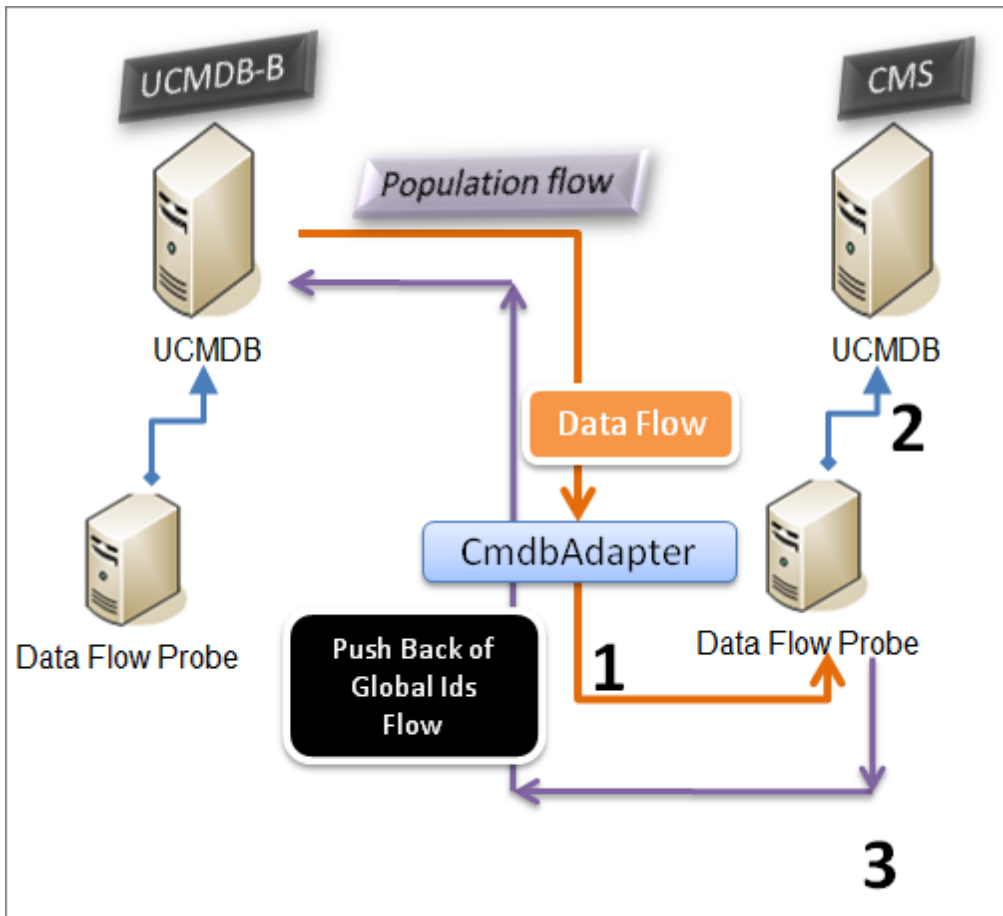 UCMDB-B
CMS
Population flow
UCMDB
UCMDB
Data Flow
2
CmdbAdapter
Data Flow Probe
Push Back of
Global Ids
Flow
1
Data Flow Probe
3